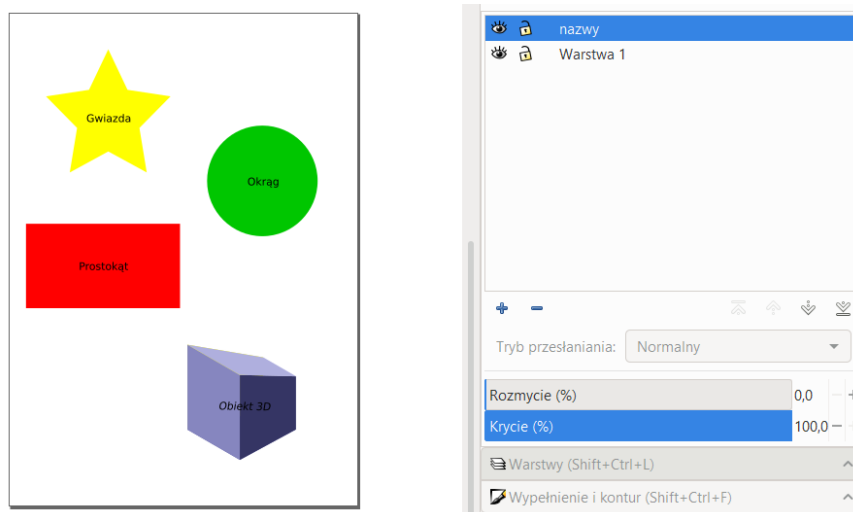 Gwiazda
Okrąg
Prostokąt
Obiekt 3D
nazwy
Warstwa 1
Tryb przesłaniania: Normalny
Rozmycie (%) 0,0
Krycie (%) 100,0
Warstwy (Shift+Ctrl+L)
Wypełnienie i kontur (Shift+Ctrl+F)